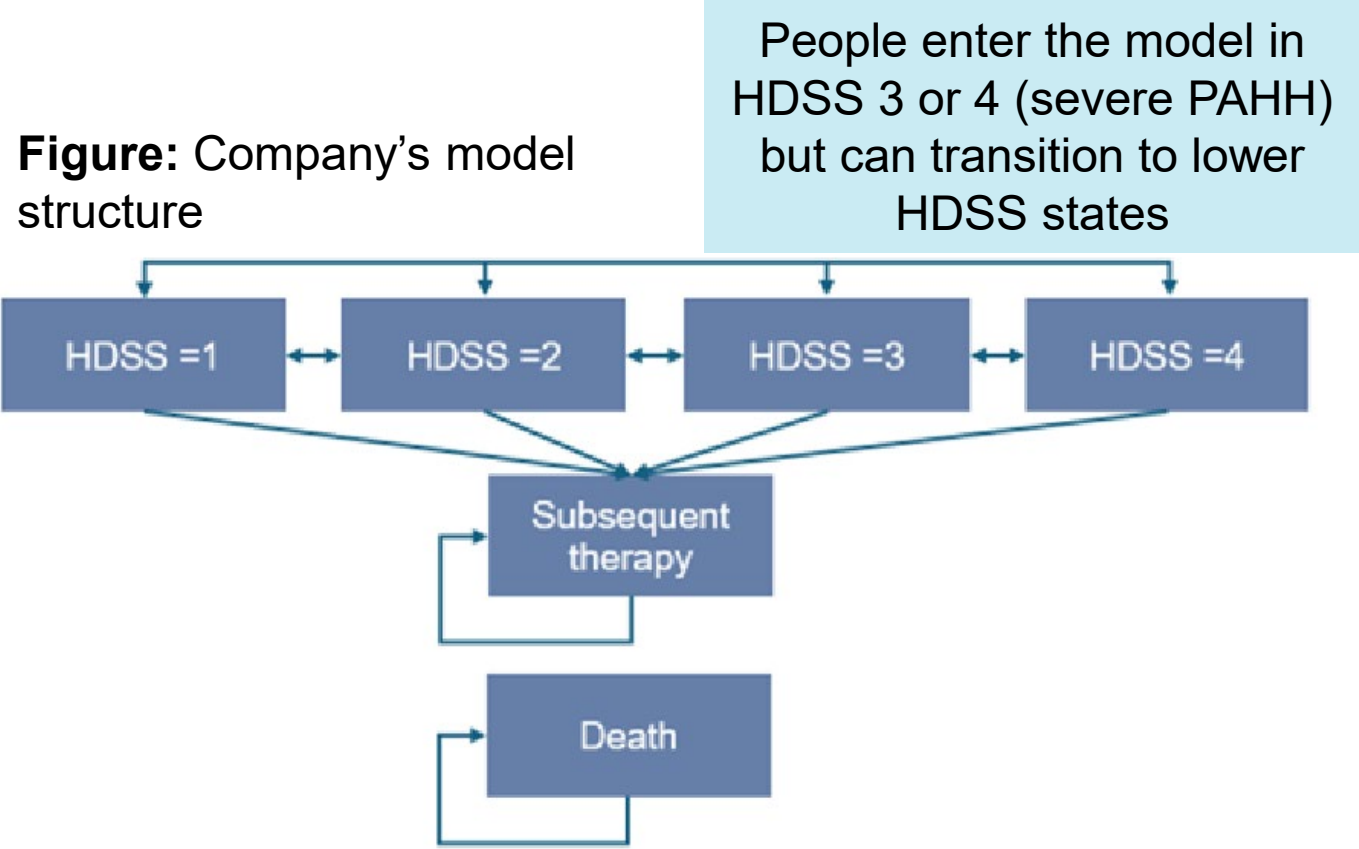 People enter the model in
HDSS 3 or 4 (severe PAHH)
but can transition to lower
HDSS states
Figure: Company’s model
structure
HDSS =1
HDSS =2
HDSS =3
HDSS =4
Subsequent
therapy
Death